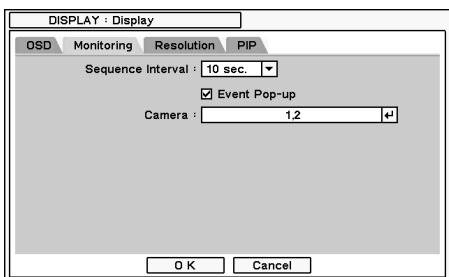 DISPLAY : Display
OSD Monitoring Resolution PIP
Sequence Interval : 10 sec.
Event Pop-up
Camera : 1,2
O K Cancel